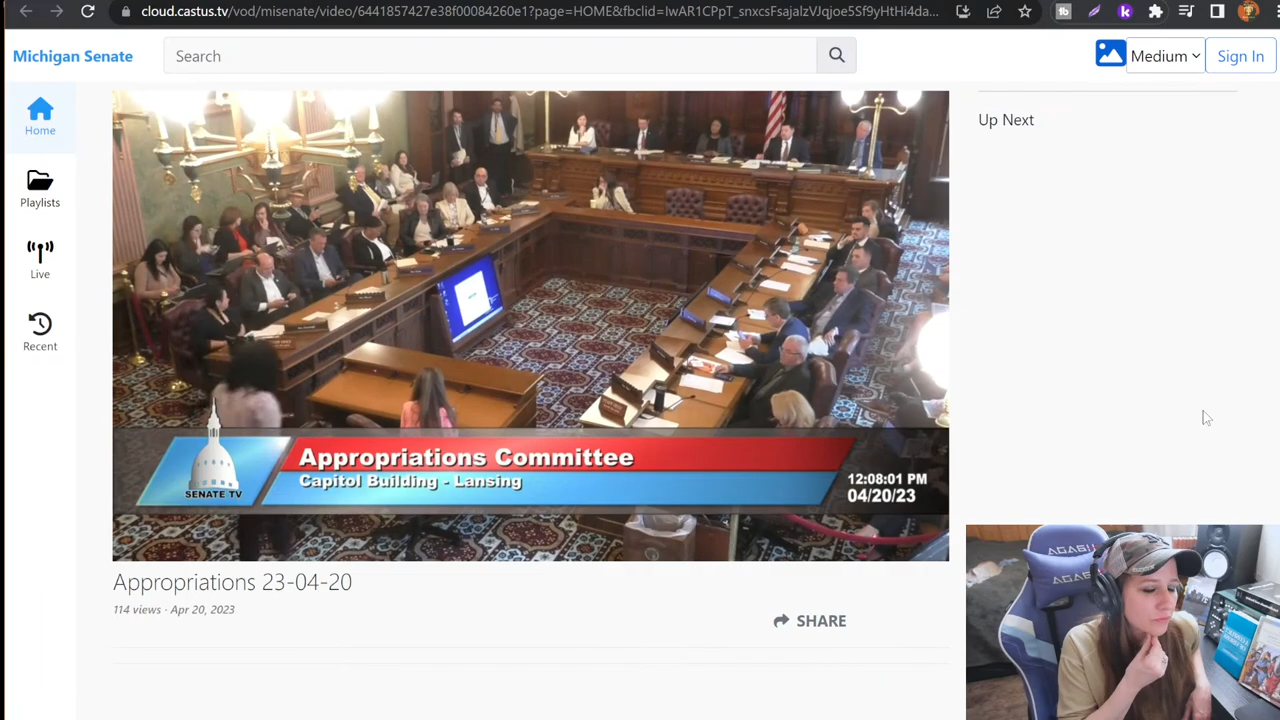 cloud.castus.tv/vod/misenate/video/6441857427e38f00084260e1?page=HOME&fbclid=IwAR1CPpT_snxcsFsajalzVJqjoe5Sf9yHtHi4da...
Michigan Senate
Search
Medium
Sign In
Home
Playlists
Live
Recent
Up Next
Appropriations Committee
Capitol Building - Lansing
SENATE TV
12:08:01 PM
04/20/23
Appropriations 23-04-20
114 views · Apr 20, 2023
SHARE
AGASI
AGASI